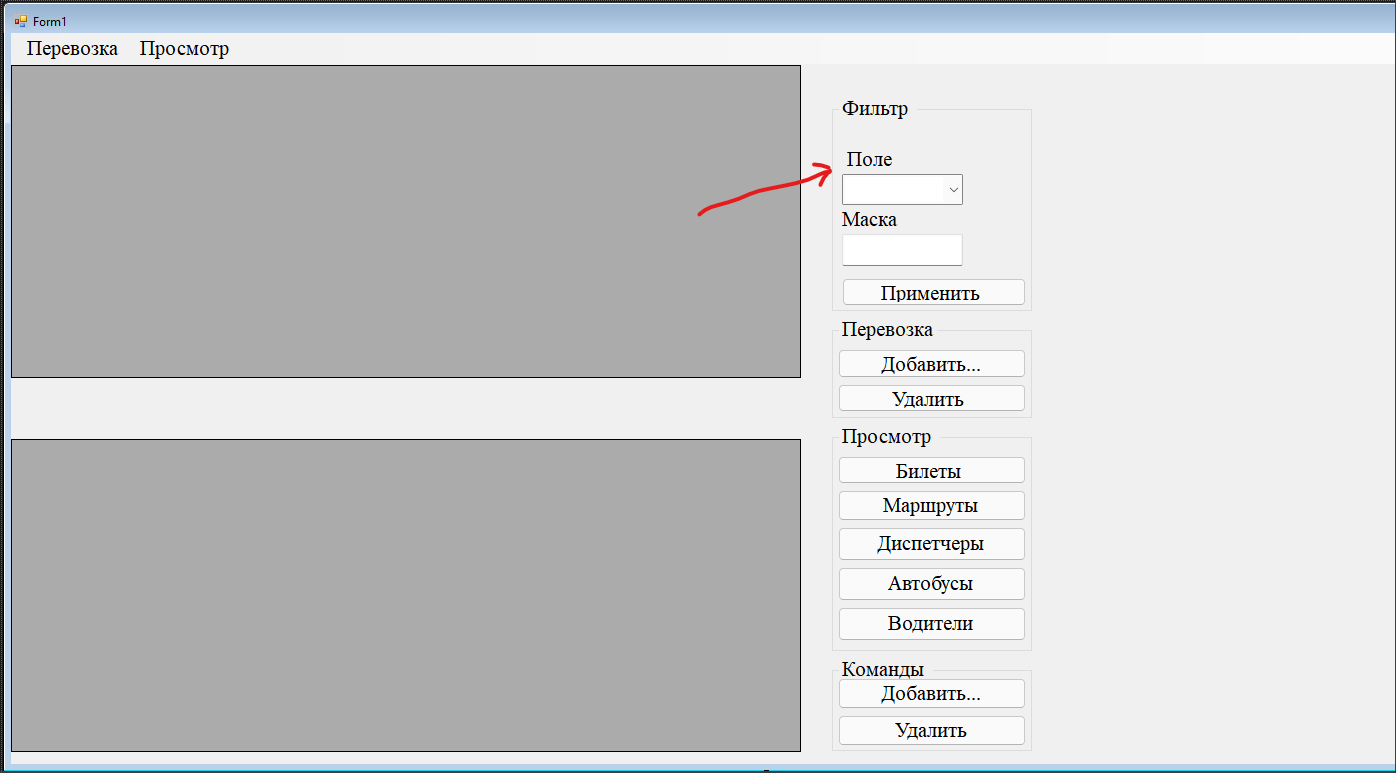 Form1
Перевозка Просмотр
Фильтр
Поле
Маска
Применить
Перевозка
Добавить...
Удалить
Просмотр
Билеты
Маршруты
Диспетчеры
Автобусы
Водители
Команды
Добавить...
Удалить